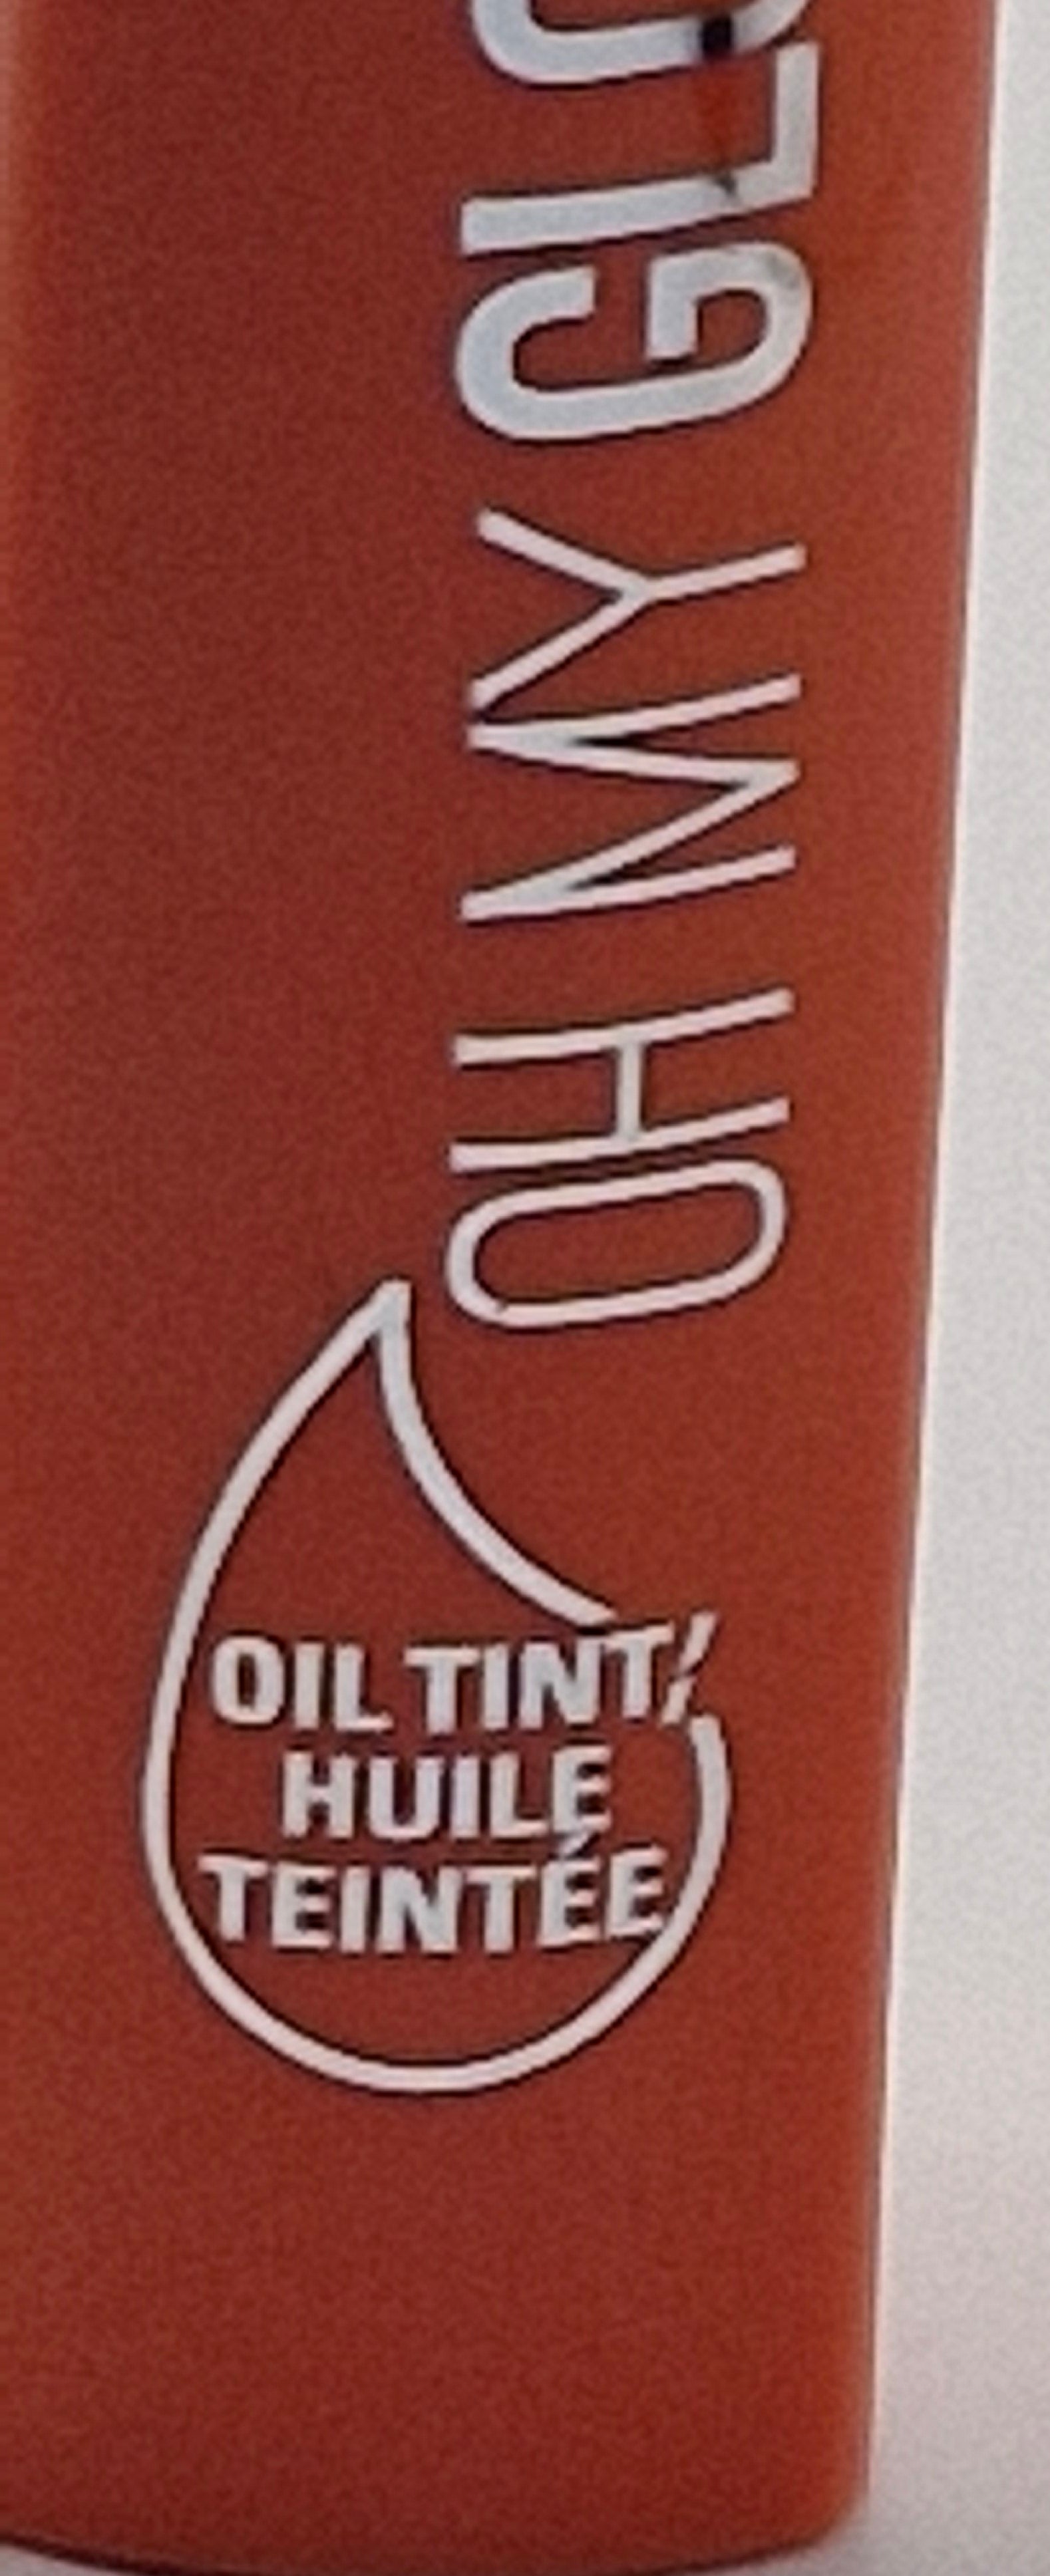 OH MY GLO
OIL TINT/
HUILE
TEINTÉE